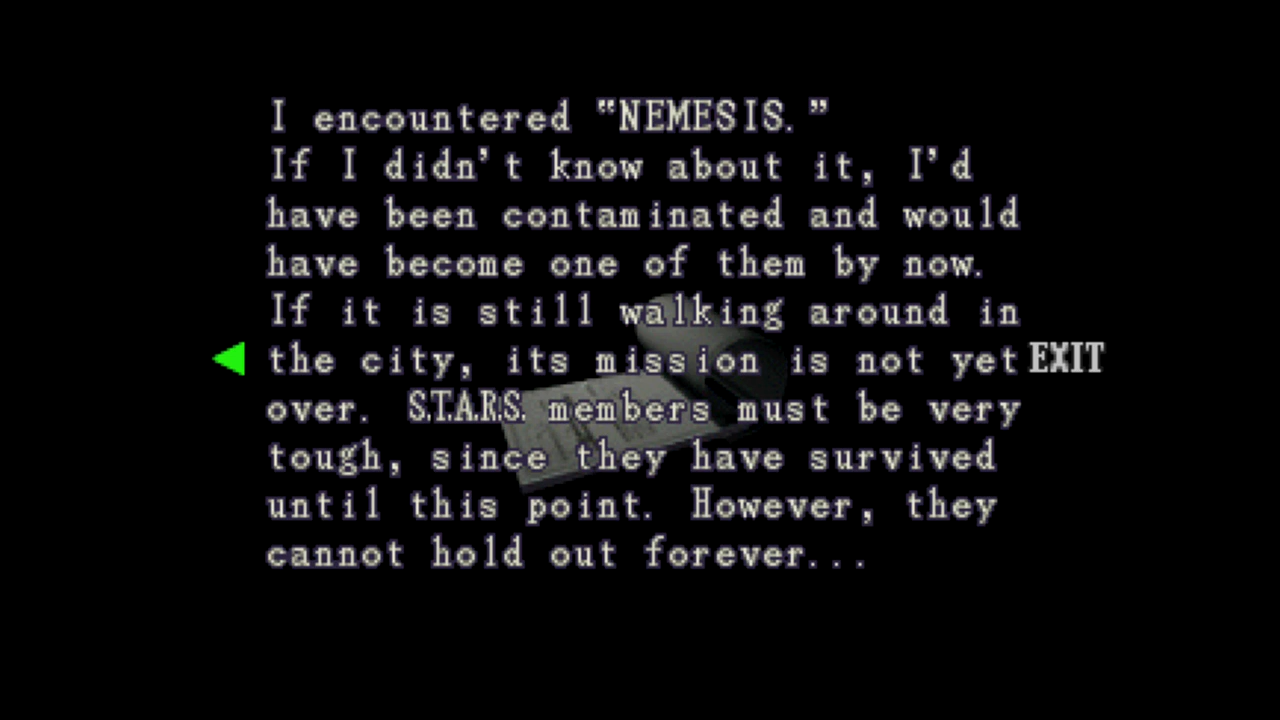 I encountered "NEMESIS."
If I didn't know about it, I'd
have been contaminated and would
have become one of them by now.
If it is still walking around in
the city, its mission is not yet
EXIT
over. S.T.A.R.S. members must be very
tough, since they have survived
until this point. However, they
cannot hold out forever...